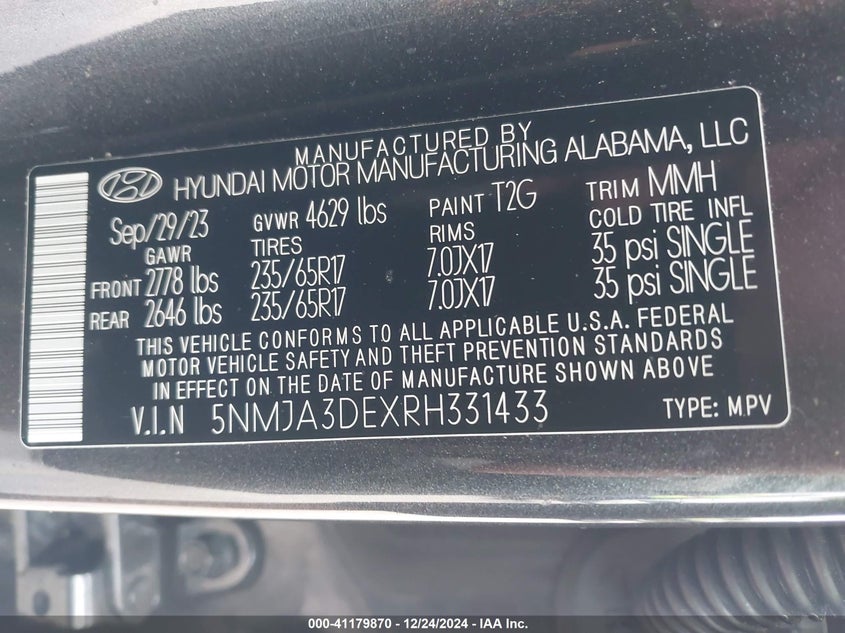 MANUFACTURED BY
HYUNDAI MOTOR MANUFACTURING ALABAMA, LLC
Sep/29/23 GVWR 4629 lbs PAINT T2G TRIM MMH
GAWR TIRES RIMS COLD TIRE INFL
FRONT 2778 lbs 235/65R17 7.0JX17 35 psi SINGLE
REAR 2646 lbs 235/65R17 7.0JX17 35 psi SINGLE
THIS VEHICLE CONFORMS TO ALL APPLICABLE U.S.A. FEDERAL
MOTOR VEHICLE SAFETY AND THEFT PREVENTION STANDARDS
IN EFFECT ON THE DATE OF MANUFACTURE SHOWN ABOVE
V.I.N 5NMJA3DEXRH331433 TYPE: M.PV
000-41179870 - 12/24/2024 - IAA Inc.